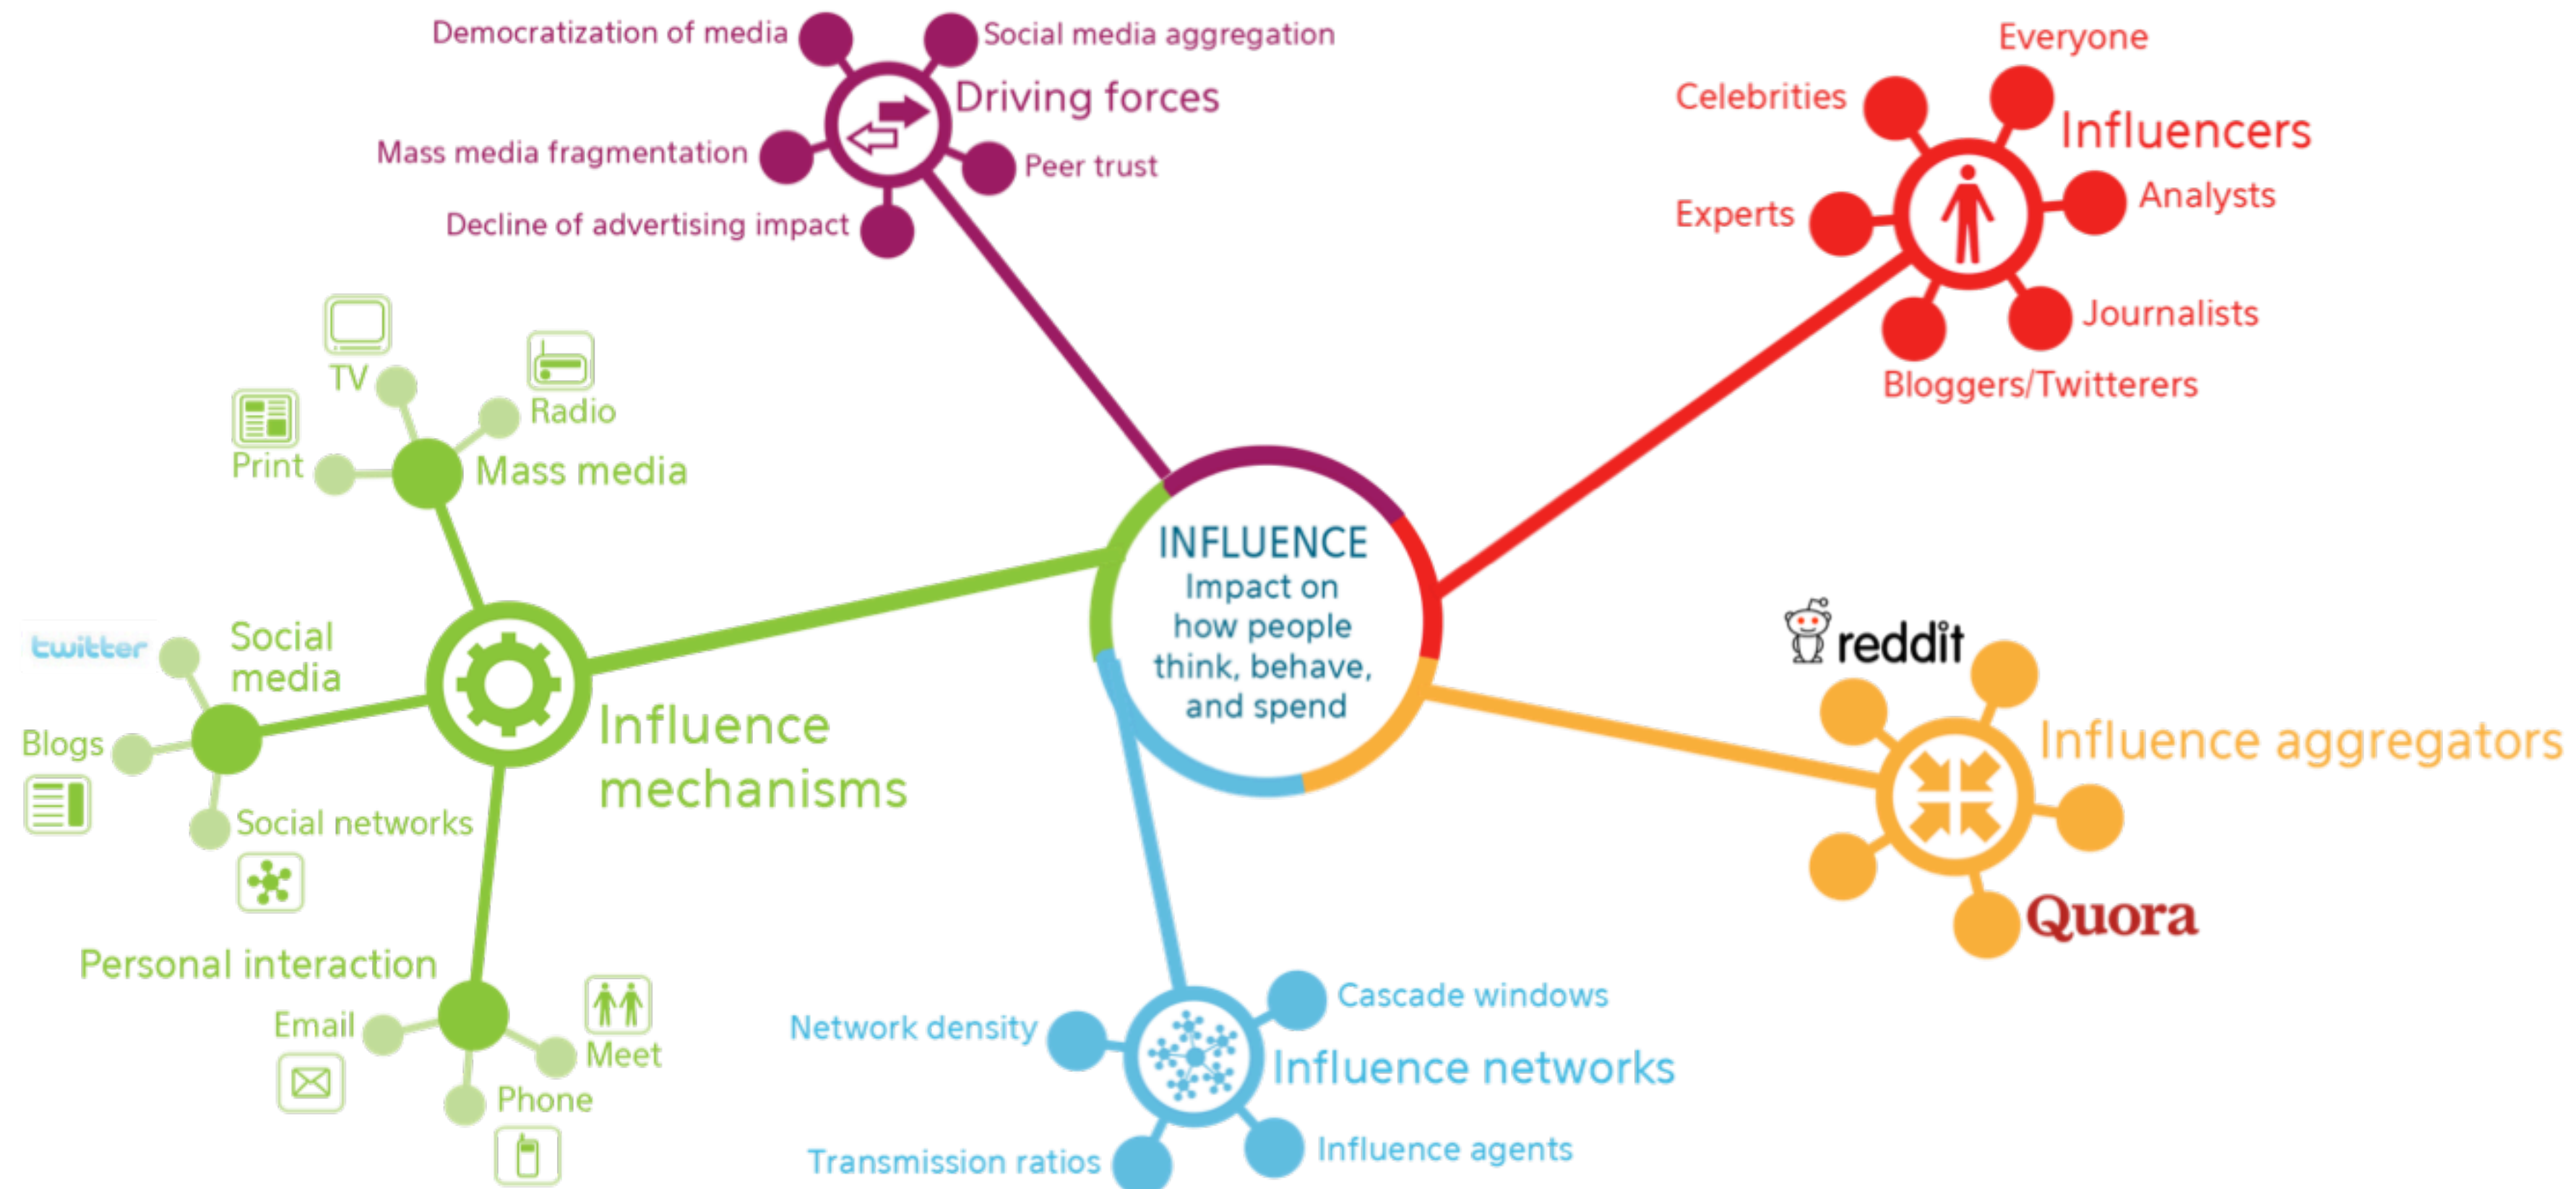 Democratization of media
Social media aggregation
Driving forces
Mass media fragmentation
Peer trust
Decline of advertising impact
Everyone
Celebrities
Influencers
Analysts
Experts
Journalists
Bloggers/Twitterers
TV
Radio
Print
Mass media
twitter
Social
media
Blogs
Social networks
Influence
mechanisms
Personal interaction
Email
Meet
Phone
INFLUENCE
Impact on
how people
think, behave,
and spend
reddit
Influence aggregators
Quora
Network density
Cascade windows
Influence networks
Transmission ratios
Influence agents